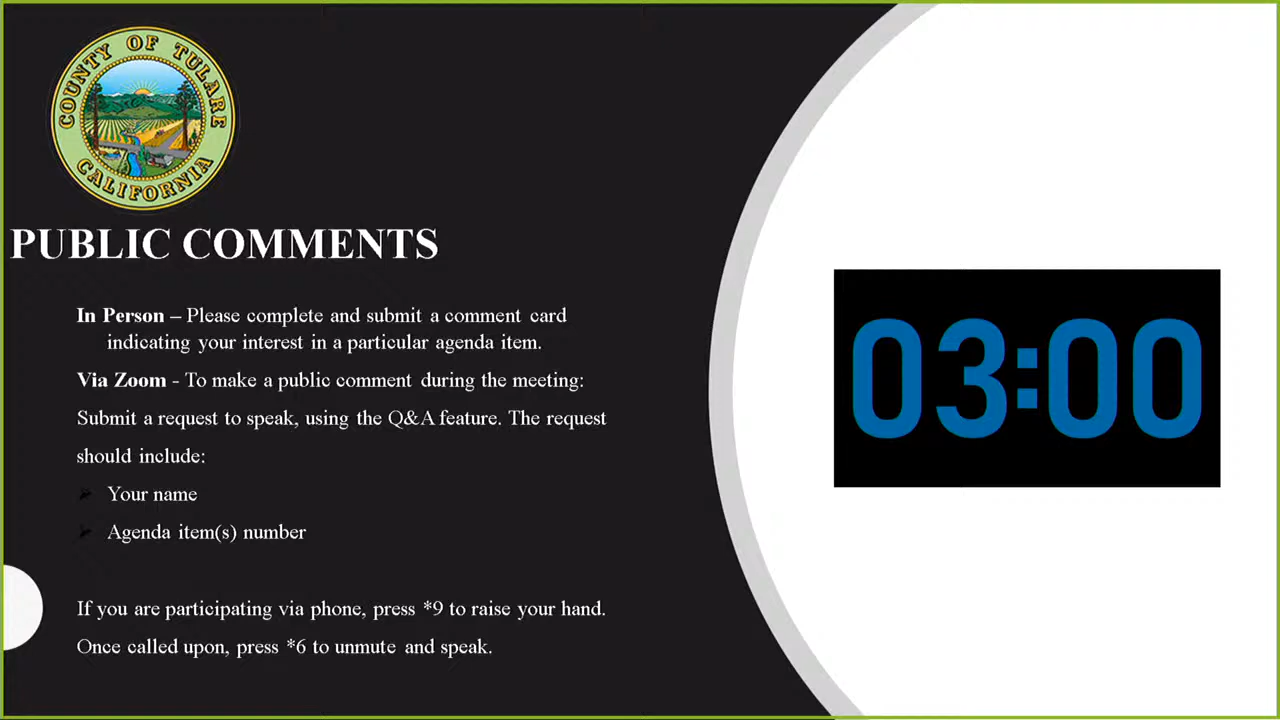 COUNTY OF TULARE
CALIFORNIA
PUBLIC COMMENTS
In Person – Please complete and submit a comment card
indicating your interest in a particular agenda item.
Via Zoom - To make a public comment during the meeting:
Submit a request to speak, using the Q&A feature. The request
should include:
Your name
Agenda item(s) number
If you are participating via phone, press *9 to raise your hand.
Once called upon, press *6 to unmute and speak.
03:00